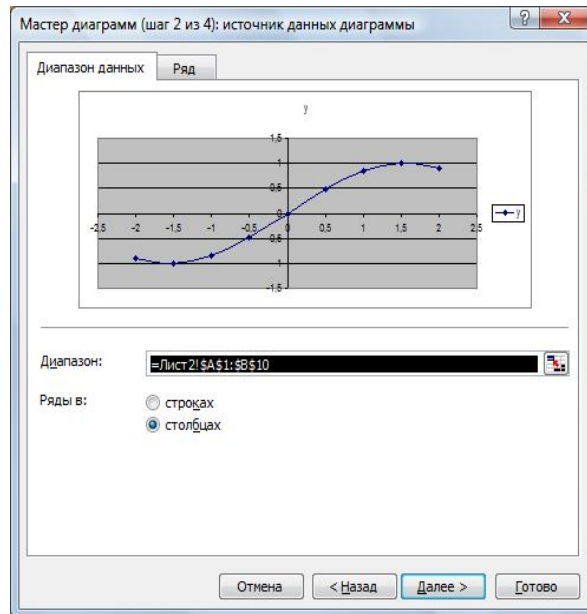 Мастер диаграмм (шаг 2 из 4): источник данных диаграммы
Диапазон данных
Ряд
y
1,5
1
0,5
0
-2,5 -2 -1,5 -1 -0,5 0 0,5 1 1,5 2 2,5
0,5
-1
-1,5
y
Диапазон: =Лист2!$A$1:$B$10
Ряды в: строках
столбцах
Отмена < Назад Далее > Готово